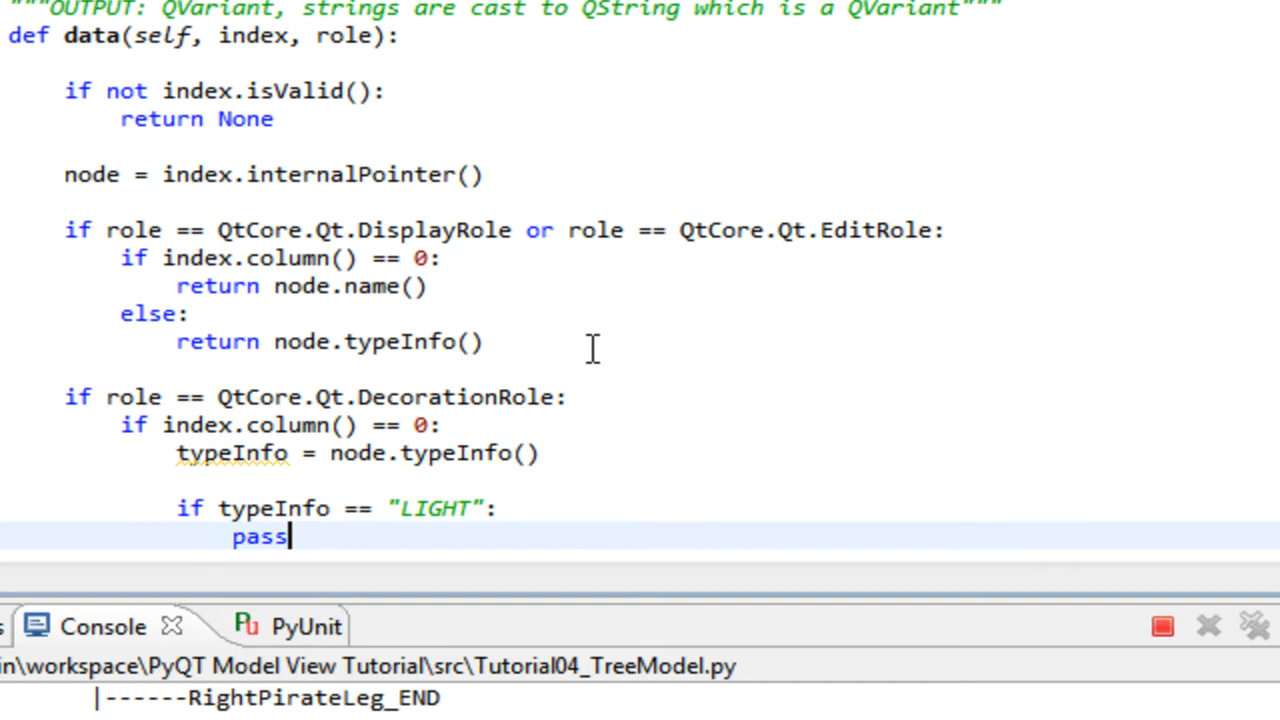 """OUTPUT: QVariant, strings are cast to QString which is a QVariant"""
def data(self, index, role):
if not index.isValid():
return None
node = index.internalPointer()
if role == QtCore.Qt.DisplayRole or role == QtCore.Qt.EditRole:
if index.column() == 0:
return node.name()
else:
return node.typeInfo()
if role == QtCore.Qt.DecorationRole:
if index.column() == 0:
typeInfo = node.typeInfo()
if typeInfo == "LIGHT":
pass
s Console Pu PyUnit
in\workspace\PyQT Model View Tutorial\src\Tutorial04_TreeModel.py
|------RightPirateLeg_END